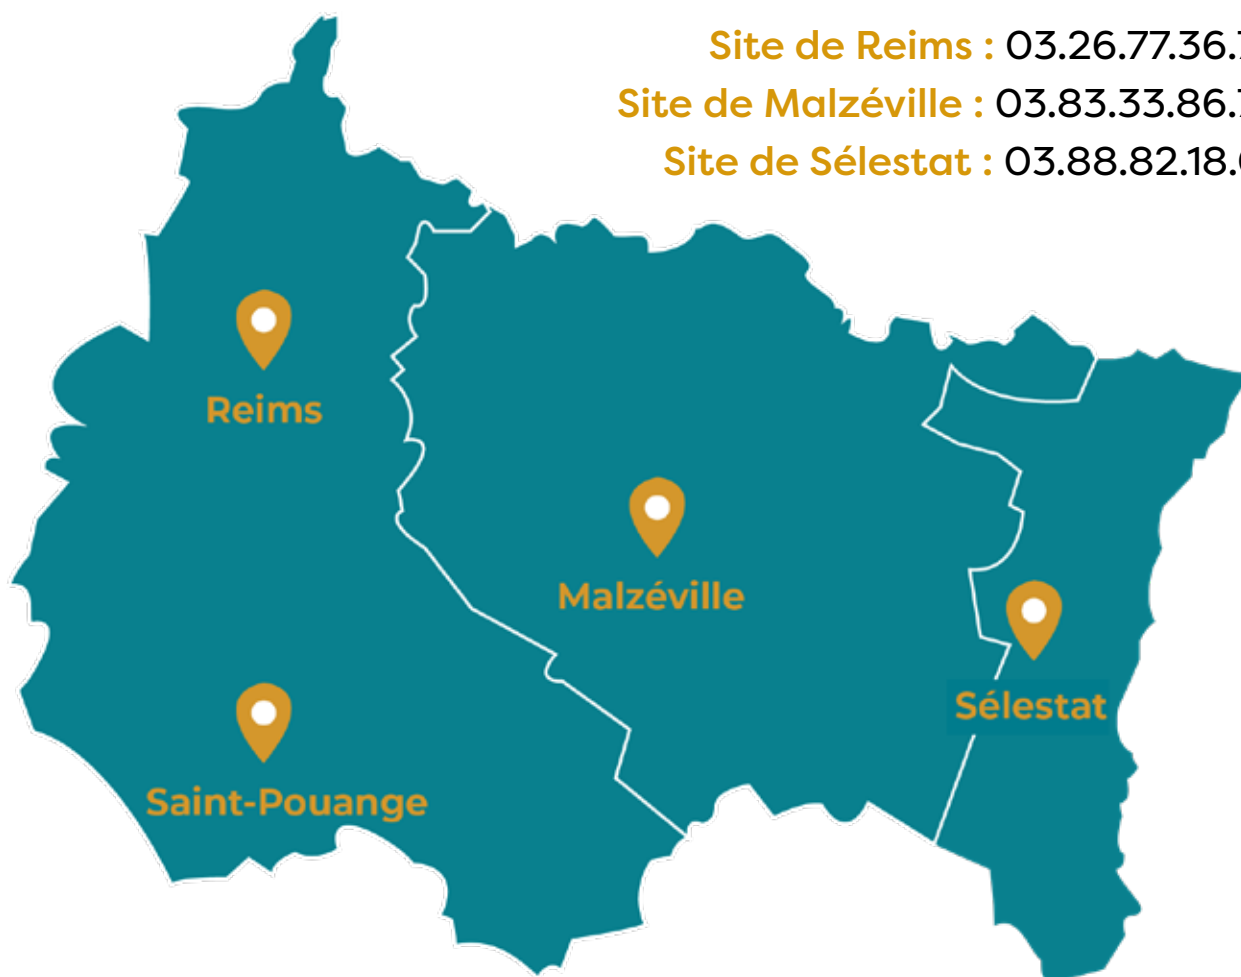 Site de Reims : 03.26.77.36.
Site de Malzéville : 03.83.33.86.
Site de Sélestat : 03.88.82.18.
Reims
Malzéville
Sélestat
Saint-Pouange